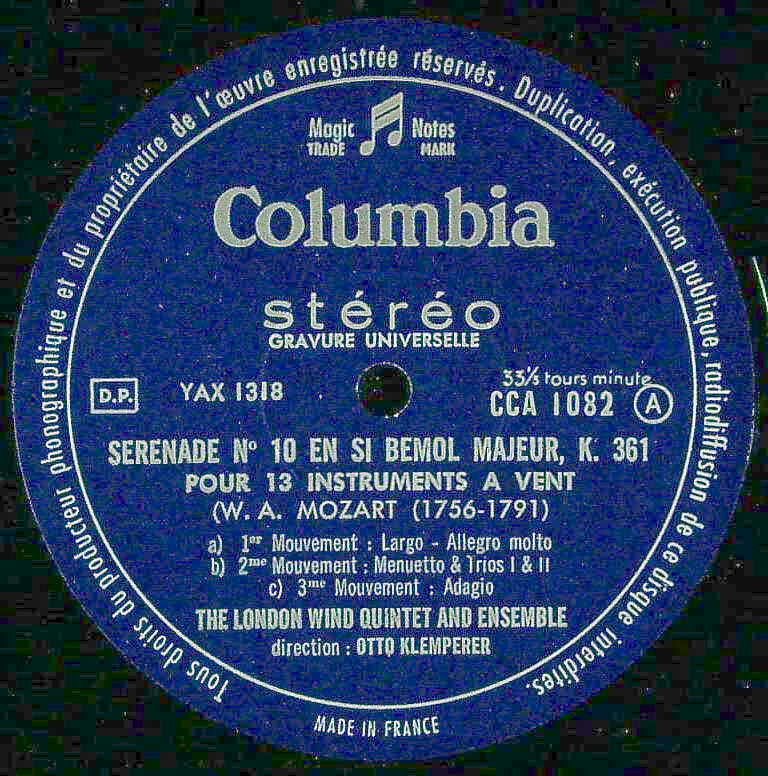 Tous droits du producteur phonographique et du propriétaire de l'œuvre enregistrée réservés. Duplication, exécution publique, radiodiffusion de ce disque interdites.
Magic Notes
TRADE MARK
Columbia
stéréo
GRAVURE UNIVERSELLE
D.P. YAX 1318
33⅓ tours minute
CCA 1082 A
SERENADE Nº 10 EN SI BEMOL MAJEUR, K. 361
POUR 13 INSTRUMENTS A VENT
(W. A. MOZART (1756-1791)
a) 1er Mouvement : Largo - Allegro molto
b) 2me Mouvement : Menuetto & Trios I & II
c) 3me Mouvement : Adagio
THE LONDON WIND QUINTET AND ENSEMBLE
direction : OTTO KLEMPERER
MADE IN FRANCE